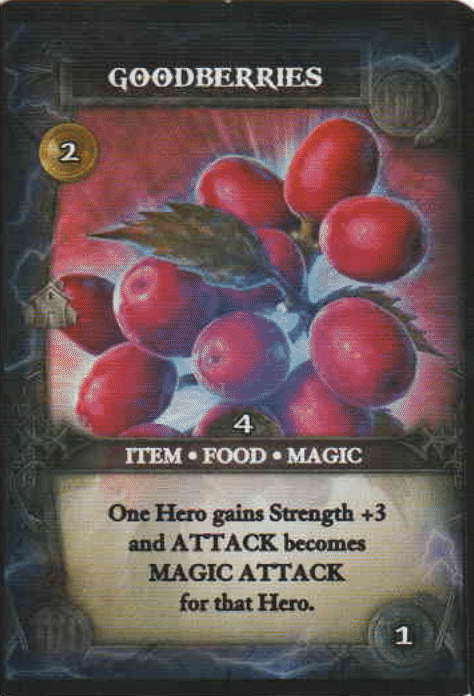 GOODBERRIES
2
4
ITEM • FOOD • MAGIC
One Hero gains Strength +3
and ATTACK becomes
MAGIC ATTACK
for that Hero.
1